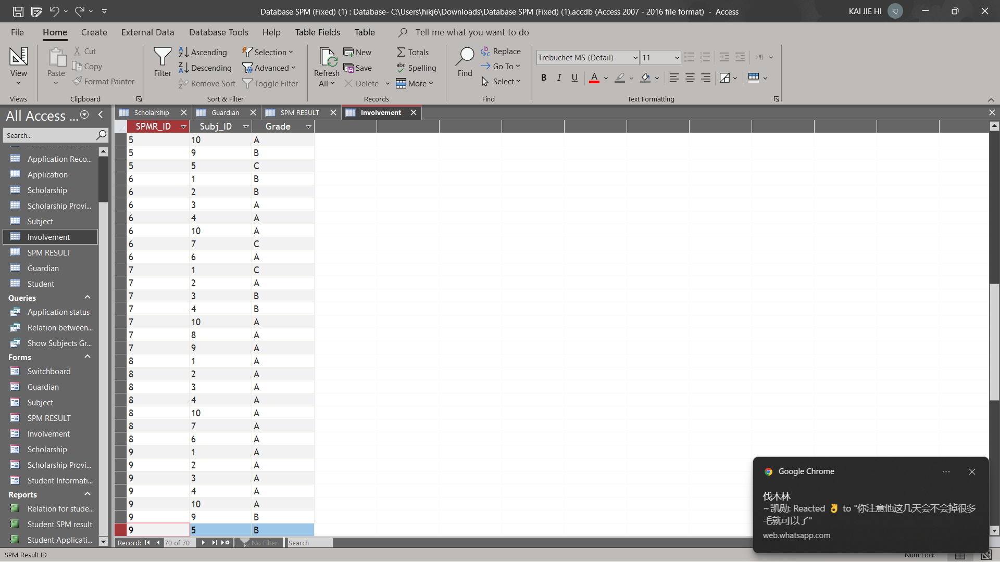 Database SPM (Fixed) (1) : Database- C:\Users\hikj6\Downloads\Database SPM (Fixed) (1).accdb (Access 2007 - 2016 file format) - Access
KAI JIE HI KJ
File Home Create External Data Database Tools Help Table Fields Table Tell me what you want to do
View
Views
Paste
Cut
Copy
Format Painter
Clipboard
Filter
Ascending
Descending
Remove Sort
Selection
Advanced
Toggle Filter
Sort & Filter
Refresh
All
New
Save
Delete
Totals
Spelling
More
Records
Find
Replace
Go To
Select
Find
Trebuchet MS (Detail) 11
B I U A
Text Formatting
All Access ...
Search...
Application Reco...
Application
Scholarship
Scholarship Provi...
Subject
Involvement
SPM RESULT
Guardian
Student
Queries
Application status
Relation between...
Show Subjects Gr...
Forms
Switchboard
Guardian
Subject
SPM RESULT
Involvement
Scholarship
Scholarship Provi...
Student Informati...
Reports
Relation for stude...
Student SPM result
Student Applicati...
Scholarship Guardian SPM RESULT Involvement
SPMR_ID Subj_ID Grade
5 10 A
5 9 B
5 5 C
6 1 B
6 2 B
6 3 A
6 4 A
6 10 A
6 7 C
6 6 A
7 1 C
7 2 A
7 3 B
7 4 B
7 10 A
7 8 A
7 9 A
8 1 A
8 2 A
8 3 A
8 4 A
8 10 A
8 7 A
8 6 A
9 1 A
9 2 A
9 3 A
9 4 A
9 10 A
9 9 B
9 5 B
Record: 70 of 70 No Filter Search
Google Chrome
伐木林
~凯勋: Reacted 👌 to "你注意他这几天会不会掉很多
毛就可以了"
web.whatsapp.com
SPM Result ID
Num Lock